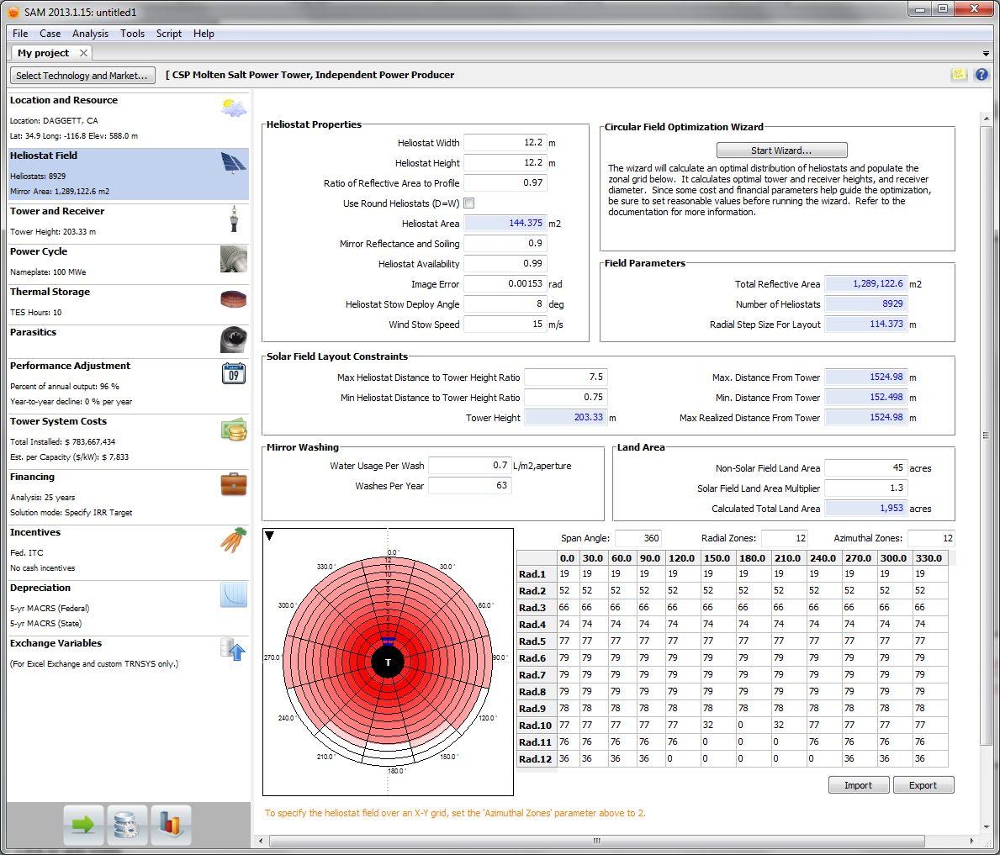 SAM 2013.1.15: untitled1
File Case Analysis Tools Script Help
My project
Select Technology and Market... [ CSP Molten Salt Power Tower, Independent Power Producer
Location and Resource
Location: DAGGETT, CA
Lat: 34.9 Long: -116.8 Elev: 588.0 m
Heliostat Field
Heliostats: 8929
Mirror Area: 1,289,122.6 m2
Tower and Receiver
Tower Height: 203.33 m
Power Cycle
Nameplate: 100 MWe
Thermal Storage
TES Hours: 10
Parasitics
Performance Adjustment
09
Percent of annual output: 96 %
Year-to-year decline: 0 % per year
Tower System Costs
Total Installed: $ 783,667,434
Est. per Capacity ($/kW): $ 7,833
Financing
Analysis: 25 years
Solution mode: Specify IRR Target
Incentives
Fed. ITC
No cash incentives
Depreciation
5-yr MACRS (Federal)
5-yr MACRS (State)
Exchange Variables
(For Excel Exchange and custom TRNSYS only.)
Heliostat Properties
Heliostat Width 12.2 m
Heliostat Height 12.2 m
Ratio of Reflective Area to Profile 0.97
Use Round Heliostats (D=W)
Heliostat Area 144.375 m2
Mirror Reflectance and Soiling 0.9
Heliostat Availability 0.99
Image Error 0.00153 rad
Heliostat Stow Deploy Angle 8 deg
Wind Stow Speed 15 m/s
Circular Field Optimization Wizard
Start Wizard...
The wizard will calculate an optimal distribution of heliostats and populate the
zonal grid below. It calculates optimal tower and receiver heights, and receiver
diameter. Since some cost and financial parameters help guide the optimization,
be sure to set reasonable values before running the wizard. Refer to the
documentation for more information.
Field Parameters
Total Reflective Area 1,289,122.6 m2
Number of Heliostats 8929
Radial Step Size For Layout 114.373 m
Solar Field Layout Constraints
Max Heliostat Distance to Tower Height Ratio 7.5
Min Heliostat Distance to Tower Height Ratio 0.75
Tower Height 203.33 m
Max. Distance From Tower 1524.98 m
Min. Distance From Tower 152.498 m
Max Realized Distance From Tower 1524.98 m
Mirror Washing
Water Usage Per Wash 0.7 L/m2,aperture
Washes Per Year 63
Land Area
Non-Solar Field Land Area 45 acres
Solar Field Land Area Multiplier 1.3
Calculated Total Land Area 1,953 acres
0.0 °
30.0 °
60.0 °
90.0 °
120.0 °
150.0 °
180.0 °
210.0 °
240.0 °
270.0 °
300.0 °
330.0 °
12
11
10
9
8
7
6
5
4
3
2
T
Span Angle: 360 Radial Zones: 12 Azimuthal Zones: 12
0.0 30.0 60.0 90.0 120.0 150.0 180.0 210.0 240.0 270.0 300.0 330.0
Rad.1 19 19 19 19 19 19 19 19 19 19 19 19
Rad.2 52 52 52 52 52 52 52 52 52 52 52 52
Rad.3 66 66 66 66 66 66 66 66 66 66 66 66
Rad.4 74 74 74 74 74 74 74 74 74 74 74 74
Rad.5 77 77 77 77 77 77 77 77 77 77 77 77
Rad.6 79 79 79 79 79 79 79 79 79 79 79 79
Rad.7 79 79 79 79 79 79 79 79 79 79 79 79
Rad.8 79 79 79 79 79 79 79 79 79 79 79 79
Rad.9 78 78 78 78 78 78 78 78 78 78 78 78
Rad.10 77 77 77 77 77 32 0 32 77 77 77 77
Rad.11 76 76 76 76 76 0 0 0 76 76 76 76
Rad.12 36 36 36 36 0 0 0 0 0 36 36 36
Import Export
To specify the heliostat field over an X-Y grid, set the 'Azimuthal Zones' parameter above to 2.